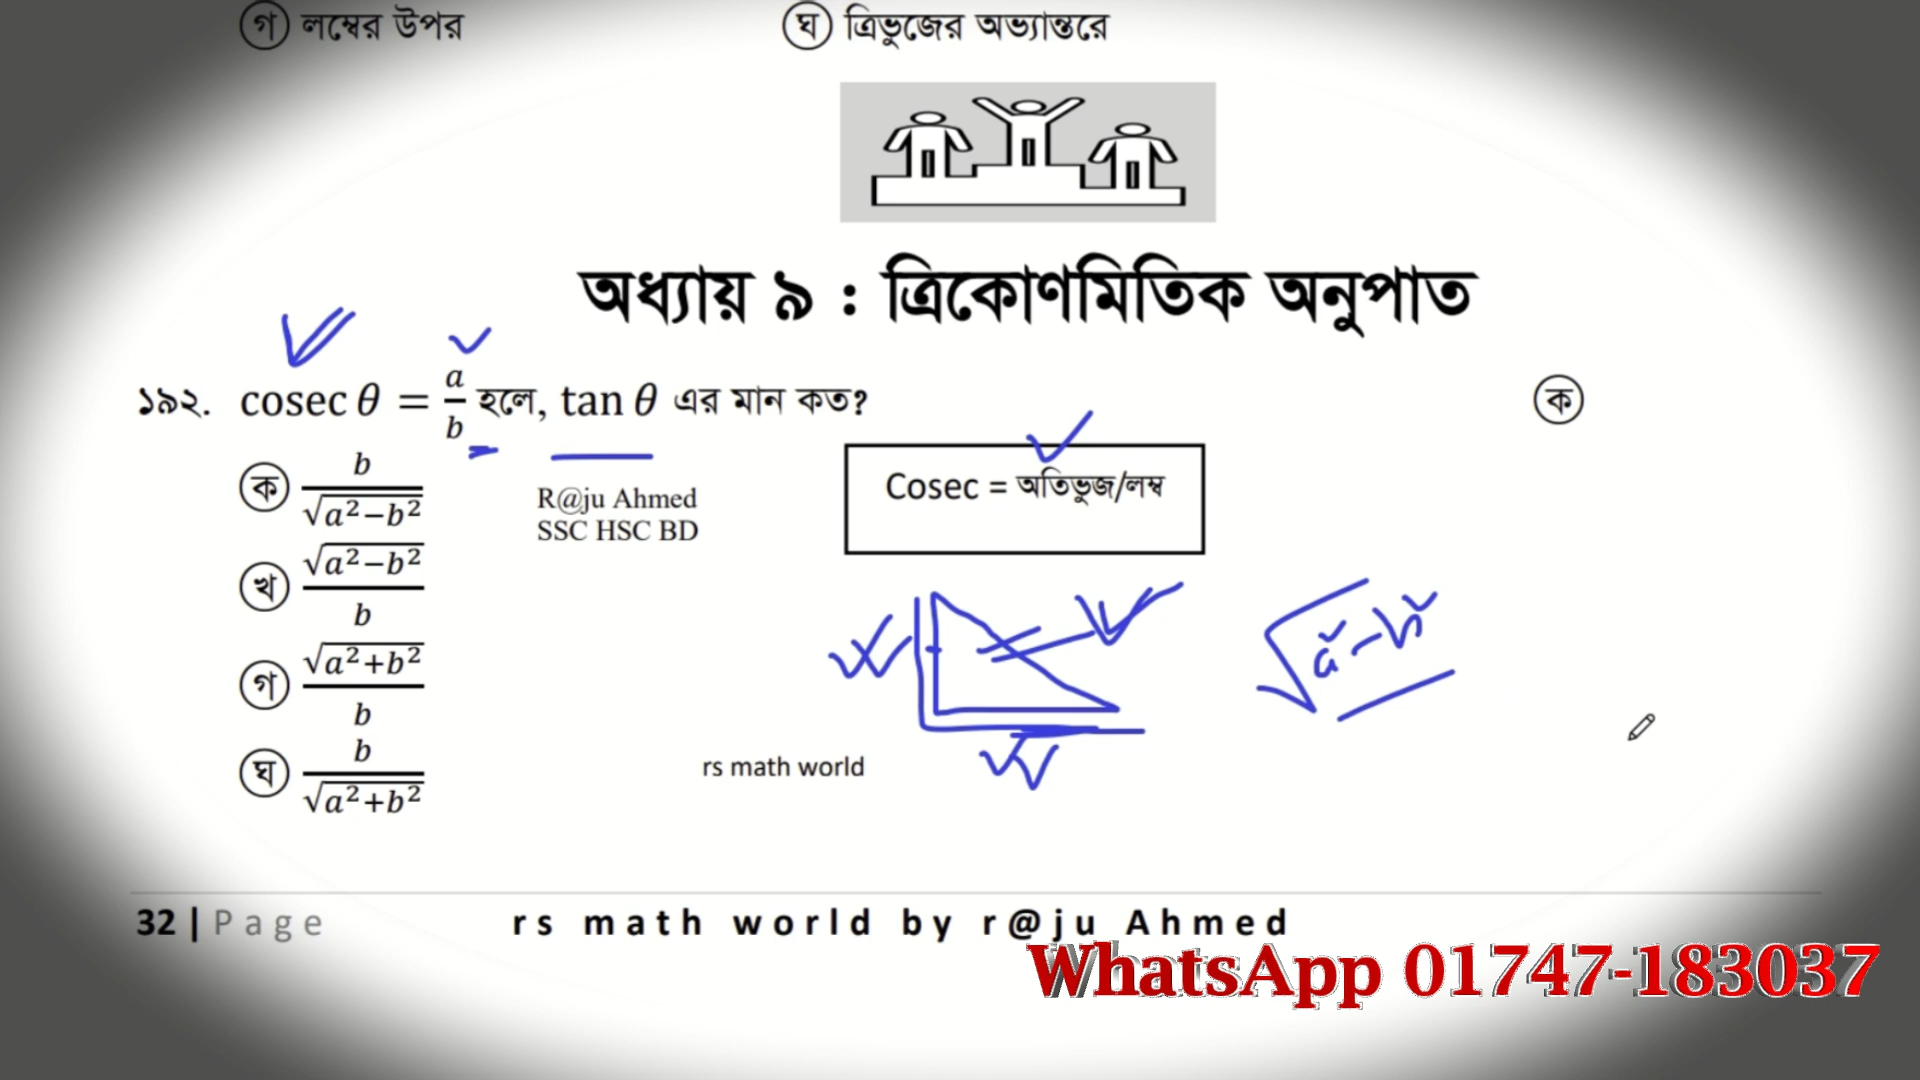 গ লম্বের উপর
ঘ ত্রিভুজের অভ্যান্তরে
অধ্যায় ৯ : ত্রিকোণমিতিক অনুপাত
১৯২. cosec θ = a/b হলে, tan θ এর মান কত? ক
ক b/√a²−b²
খ √a²−b²/b
গ √a²+b²/b
ঘ b/√a²+b²
R@ju Ahmed
SSC HSC BD
Cosec = অতিভুজ/লম্ব
√a²−b²
rs math world
32 | Page rs math world by r@ju Ahmed
WhatsApp 01747-183037